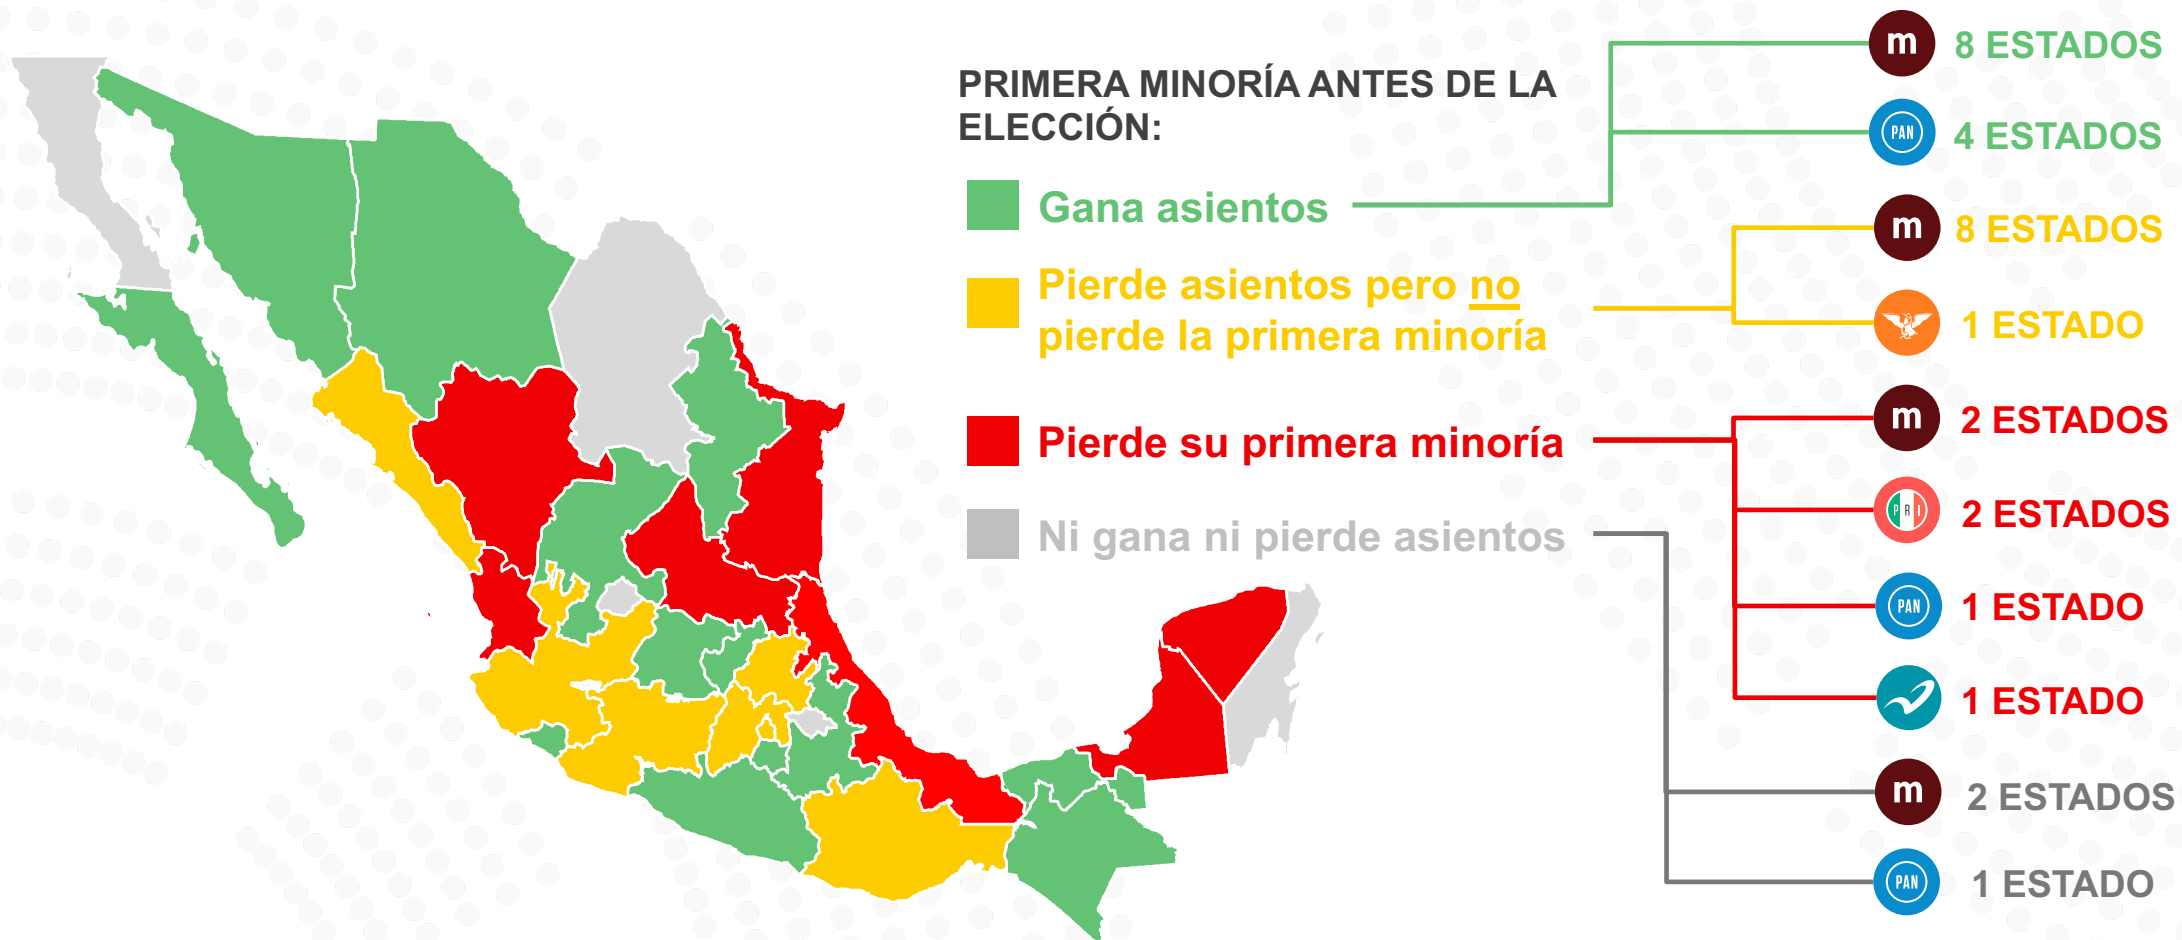 PRIMERA MINORÍA ANTES DE LA
ELECCIÓN:
Gana asientos
Pierde asientos pero no
pierde la primera minoría
Pierde su primera minoría
Ni gana ni pierde asientos
m 8 ESTADOS
PAN 4 ESTADOS
m 8 ESTADOS
1 ESTADO
m 2 ESTADOS
PRI 2 ESTADOS
PAN 1 ESTADO
1 ESTADO
m 2 ESTADOS
PAN 1 ESTADO